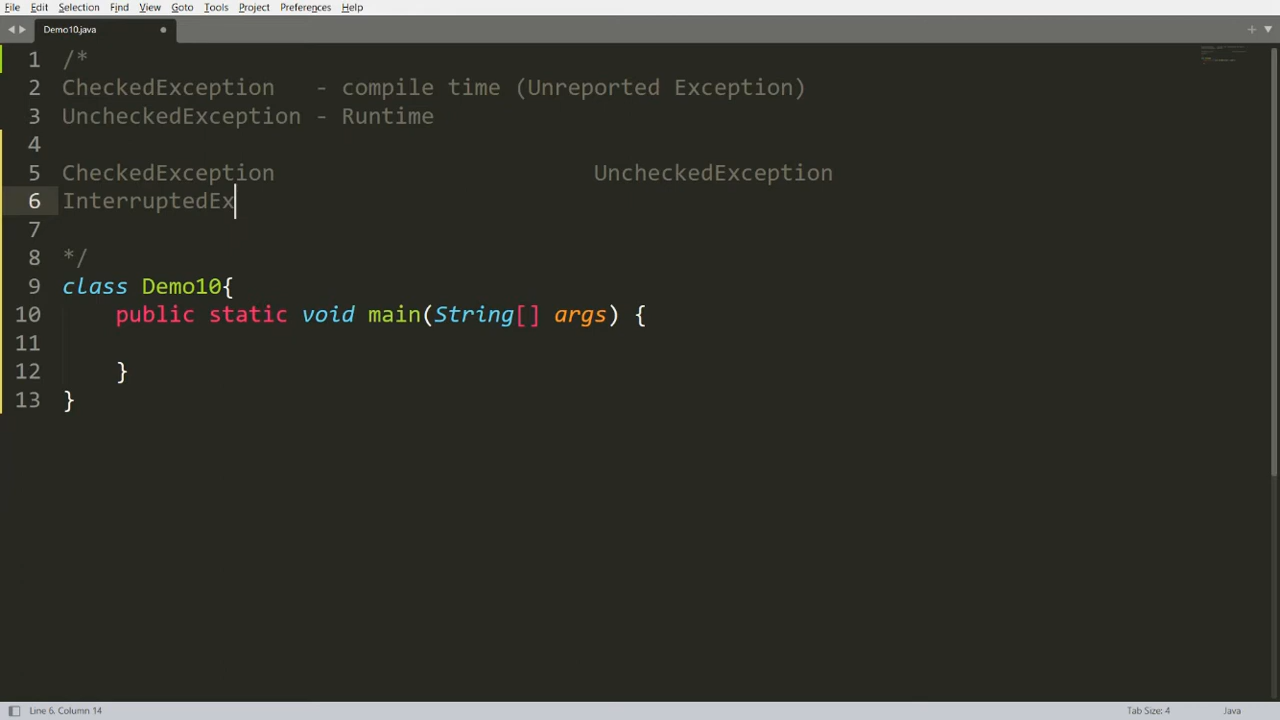 File Edit Selection Find View Goto Tools Project Preferences Help
Demo10.java
1 /*
2 CheckedException   - compile time (Unreported Exception)
3 UncheckedException - Runtime
4
5 CheckedException                        UncheckedException
6 InterruptedEx
7
8 */
9 class Demo10{
10     public static void main(String[] args) {
11
12     }
13 }
Line 6, Column 14 Tab Size: 4 Java